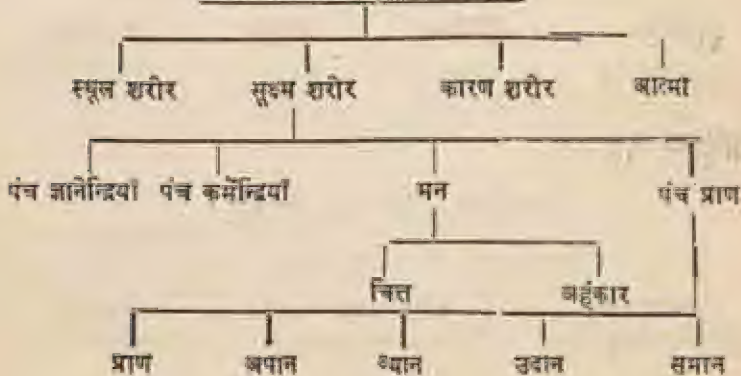 स्थूल शरीर सूक्ष्म शरीर कारण शरीर आत्मा
पंच ज्ञानेन्द्रियाँ पंच कर्मेन्द्रियाँ मन पंच प्राण
चित्त अहंकार
प्राण अपान व्यान उदान समान